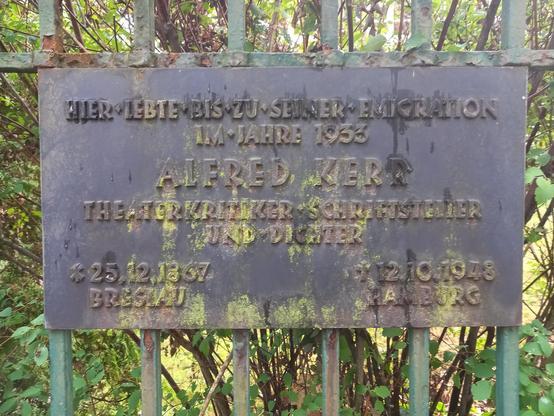 HIER·LEBTE·BIS·ZU·SEINER·EMIGRATION
IM·JAHRE 1933
ALFRED KERR
THEATERKRITIKER·SCHRIFTSTELLER
UND·DICHTER
* 25.12.1867 † 12.10.1948
BRESLAU HAMBURG